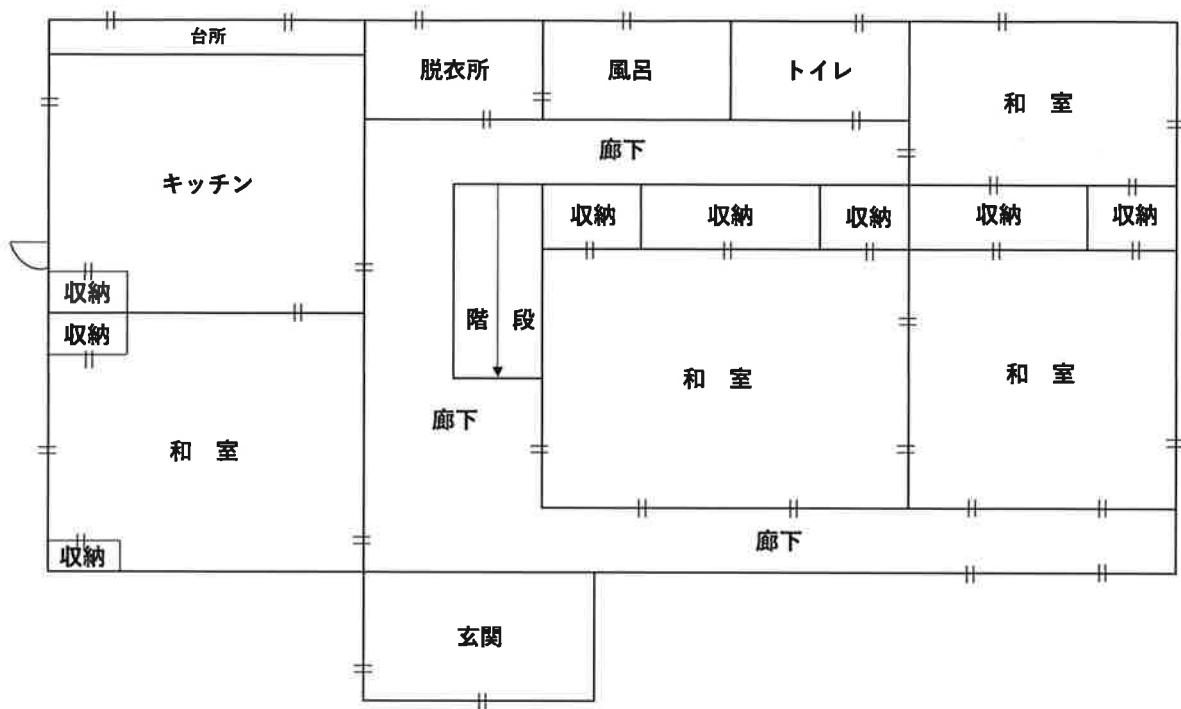 台所
脱衣所
風呂
トイレ
和 室
廊下
キッチン
収納
収納
収納
収納
収納
収納
収納
階 段
和 室
和 室
廊下
和 室
収納
廊下
玄関